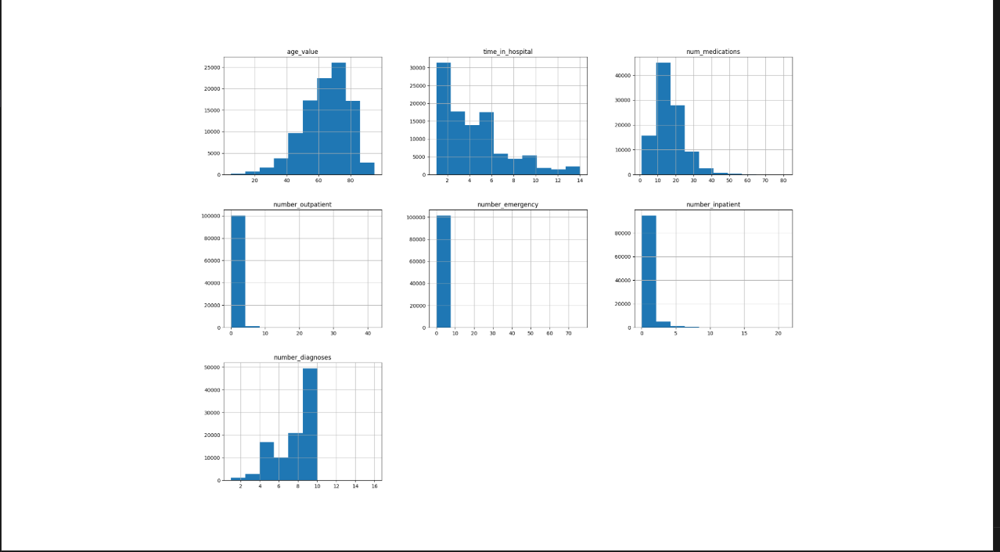 age_value
25000
20000
15000
10000
5000
0
20 40 60 80
time_in_hospital
30000
25000
20000
15000
10000
5000
0
2 4 6 8 10 12 14
num_medications
40000
30000
20000
10000
0
0 10 20 30 40 50 60 70 80
number_outpatient
100000
80000
60000
40000
20000
0
0 10 20 30 40
number_emergency
100000
80000
60000
40000
20000
0
0 10 20 30 40 50 60 70
number_inpatient
80000
60000
40000
20000
0
0 5 10 15 20
number_diagnoses
50000
40000
30000
20000
10000
0
2 4 6 8 10 12 14 16